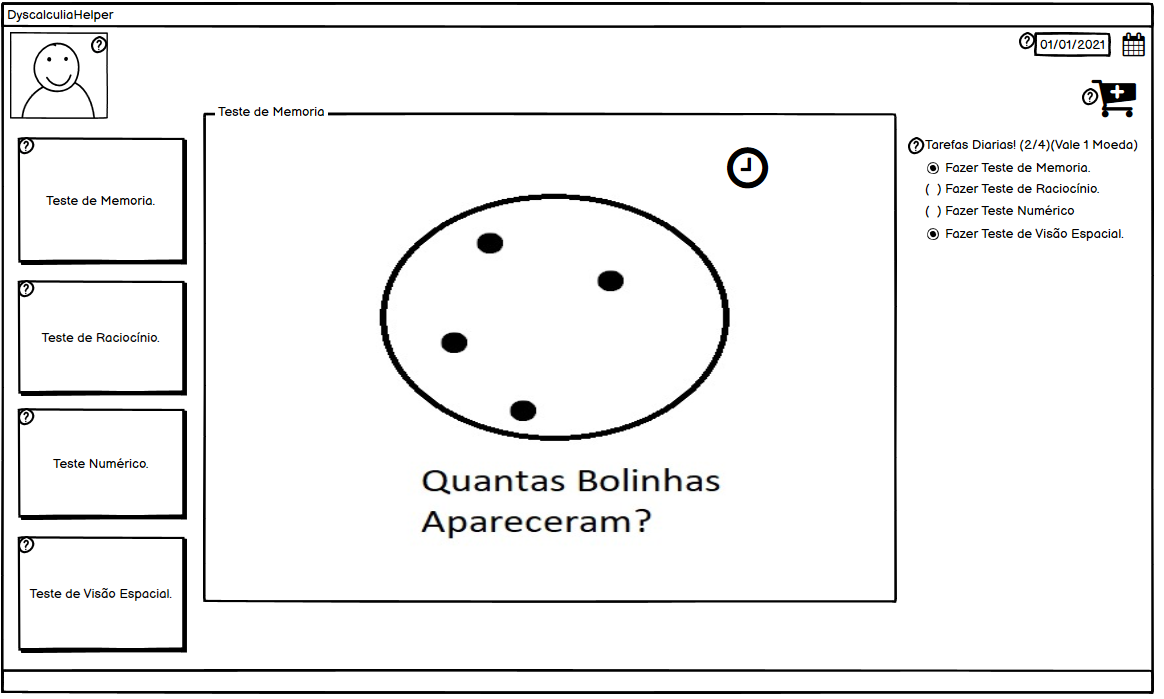 DyscalculiaHelper
?
? 01/01/2021
?
Teste de Memoria
? Tarefas Diarias! (2/4)(Vale 1 Moeda)
Fazer Teste de Memoria.
( ) Fazer Teste de Raciocínio.
( ) Fazer Teste Numérico
Fazer Teste de Visão Espacial.
?
Teste de Memoria.
?
Teste de Raciocínio.
?
Teste Numérico.
?
Teste de Visão Espacial.
Quantas Bolinhas
Apareceram?